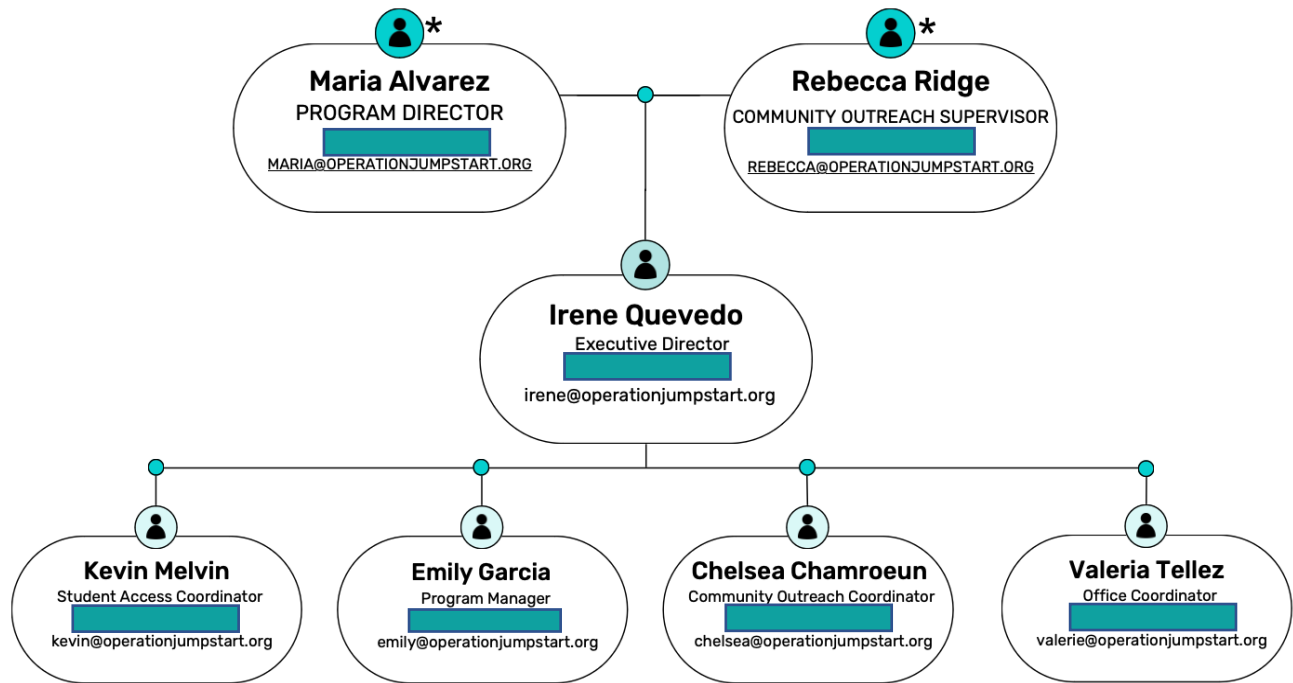 *
*
Maria Alvarez
PROGRAM DIRECTOR
MARIA@OPERATIONJUMPSTART.ORG
Rebecca Ridge
COMMUNITY OUTREACH SUPERVISOR
REBECCA@OPERATIONJUMPSTART.ORG
Irene Quevedo
Executive Director
irene@operationjumpstart.org
Kevin Melvin
Student Access Coordinator
kevin@operationjumpstart.org
Emily Garcia
Program Manager
emily@operationjumpstart.org
Chelsea Chamroeun
Community Outreach Coordinator
chelsea@operationjumpstart.org
Valeria Tellez
Office Coordinator
valerie@operationjumpstart.org